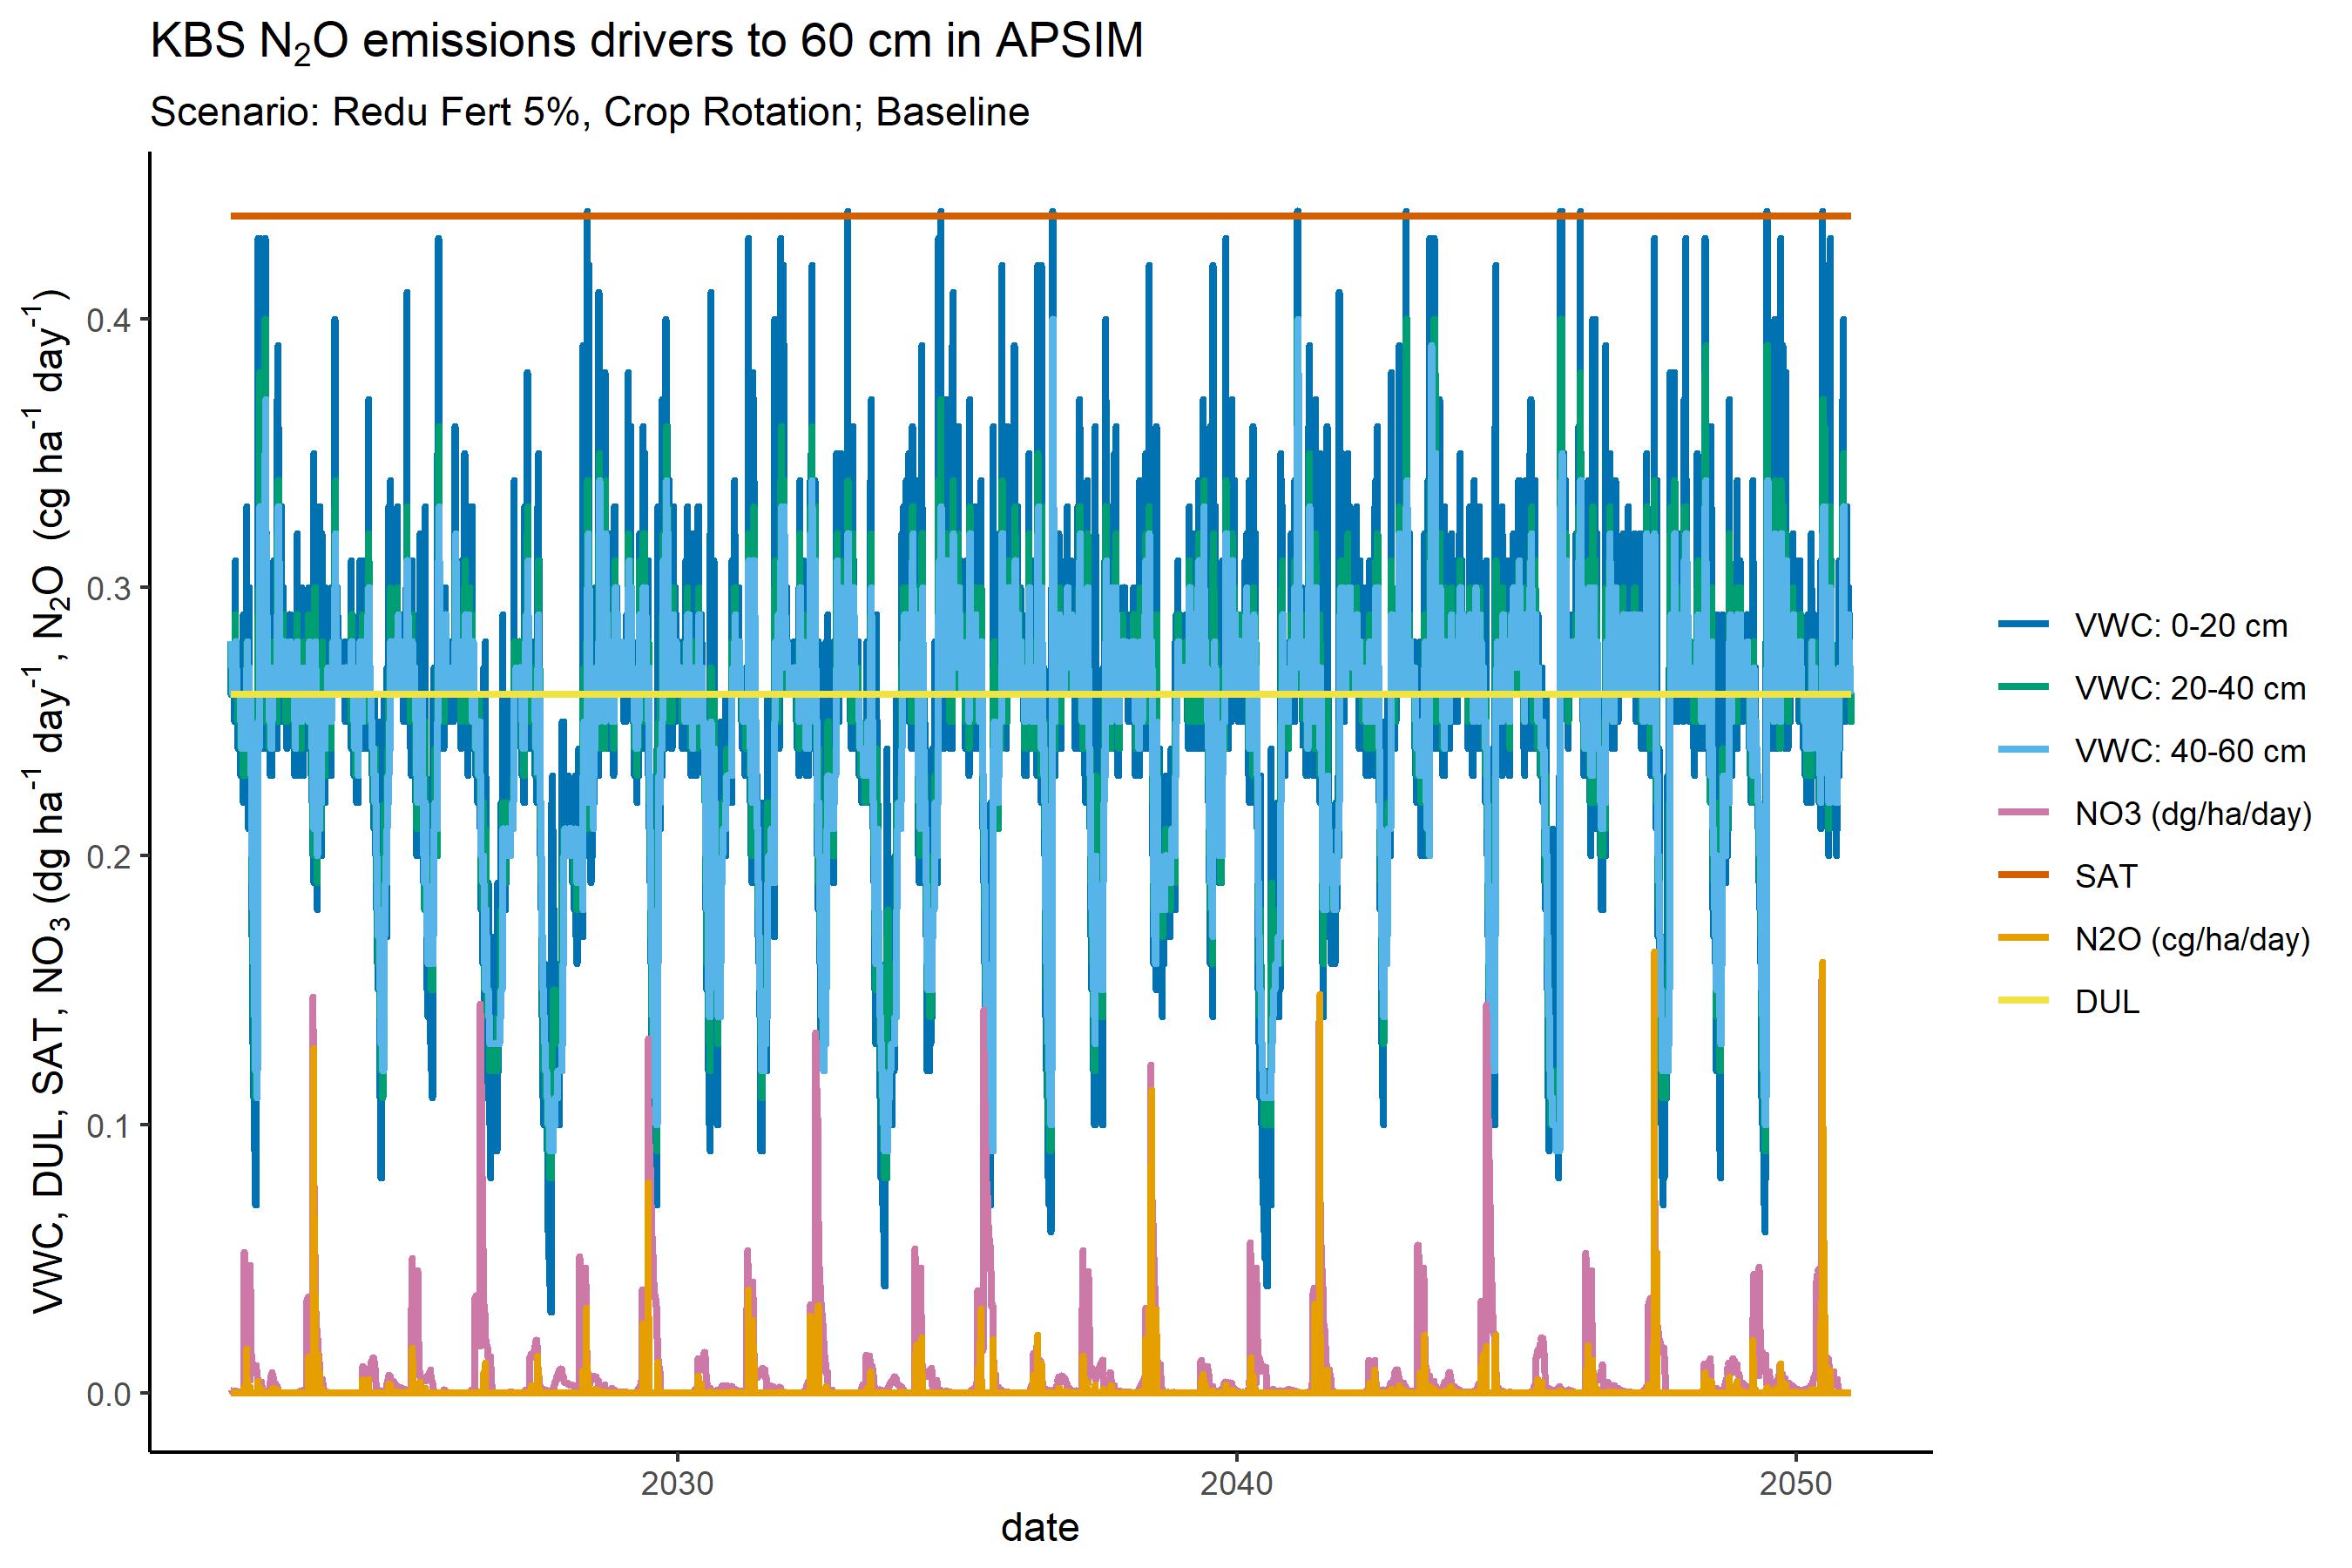 KBS N₂O emissions drivers to 60 cm in APSIM
Scenario: Redu Fert 5%, Crop Rotation; Baseline
VWC, DUL, SAT, NO₃ (dg ha⁻¹ day⁻¹, N₂O (cg ha⁻¹ day⁻¹)
0.4
0.3
0.2
0.1
0.0
2030
2040
2050
date
VWC: 0-20 cm
VWC: 20-40 cm
VWC: 40-60 cm
NO3 (dg/ha/day)
SAT
N2O (cg/ha/day)
DUL